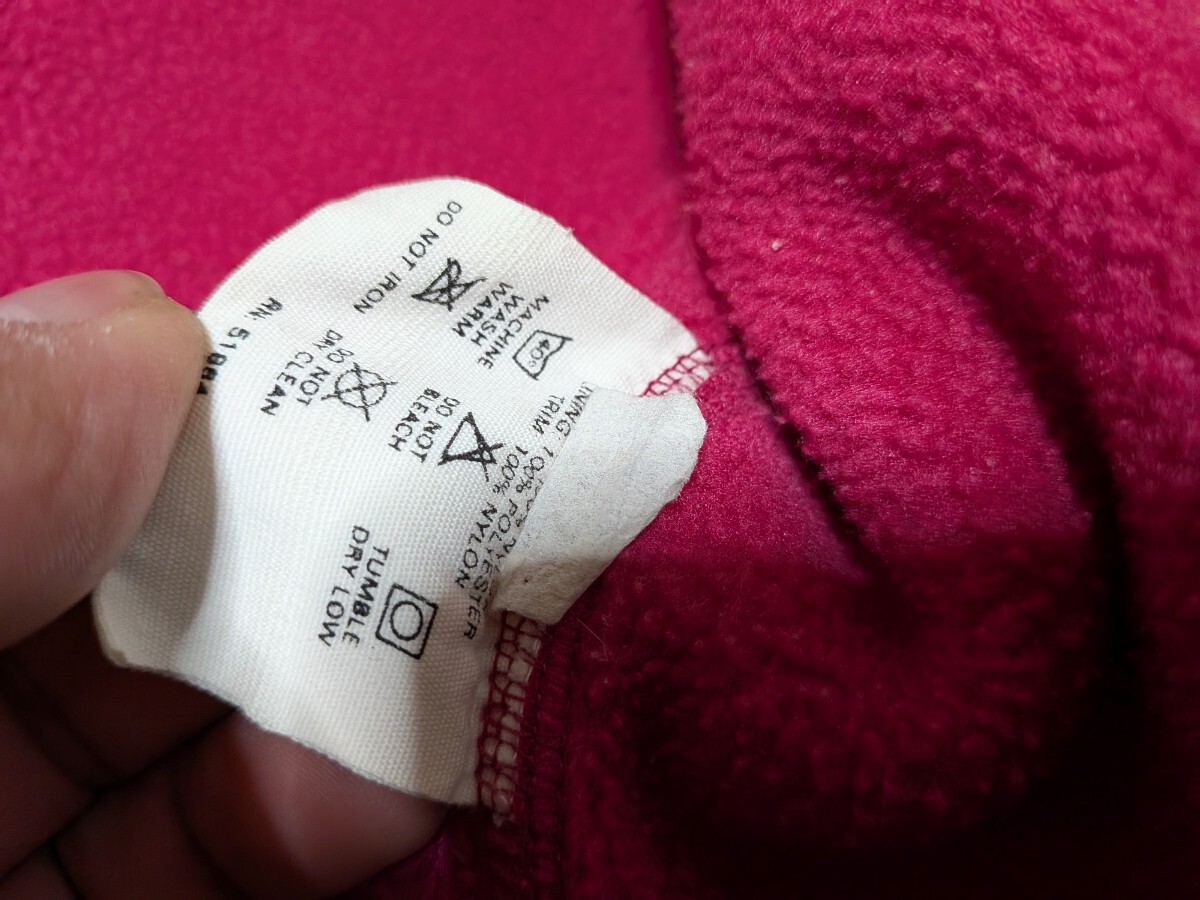 TRIM 100% POLYESTER
100% NYLON
40°
MACHINE
WASH
WARM
DO NOT IRON
DO NOT
BLEACH
DO NOT
DRY CLEAN
TUMBLE
DRY LOW
RN: